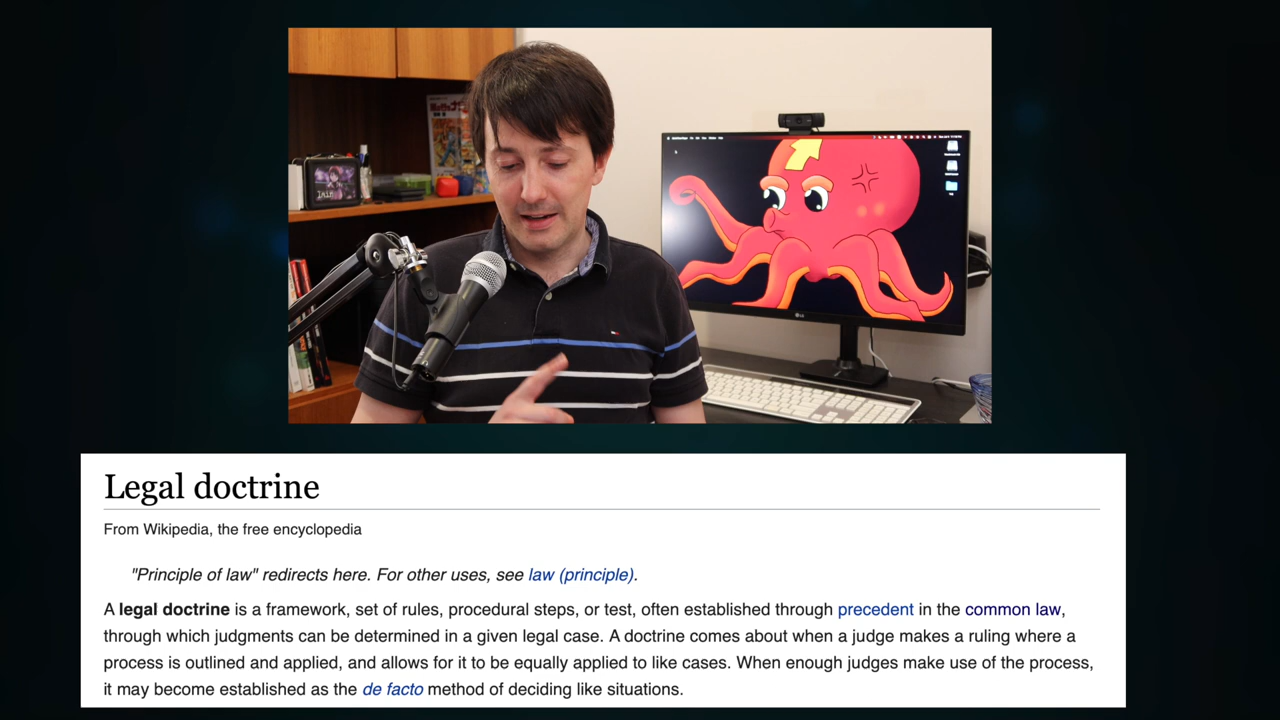 lain
LG
Legal doctrine
From Wikipedia, the free encyclopedia
"Principle of law" redirects here. For other uses, see law (principle).
A legal doctrine is a framework, set of rules, procedural steps, or test, often established through precedent in the common law,
through which judgments can be determined in a given legal case. A doctrine comes about when a judge makes a ruling where a
process is outlined and applied, and allows for it to be equally applied to like cases. When enough judges make use of the process,
it may become established as the de facto method of deciding like situations.